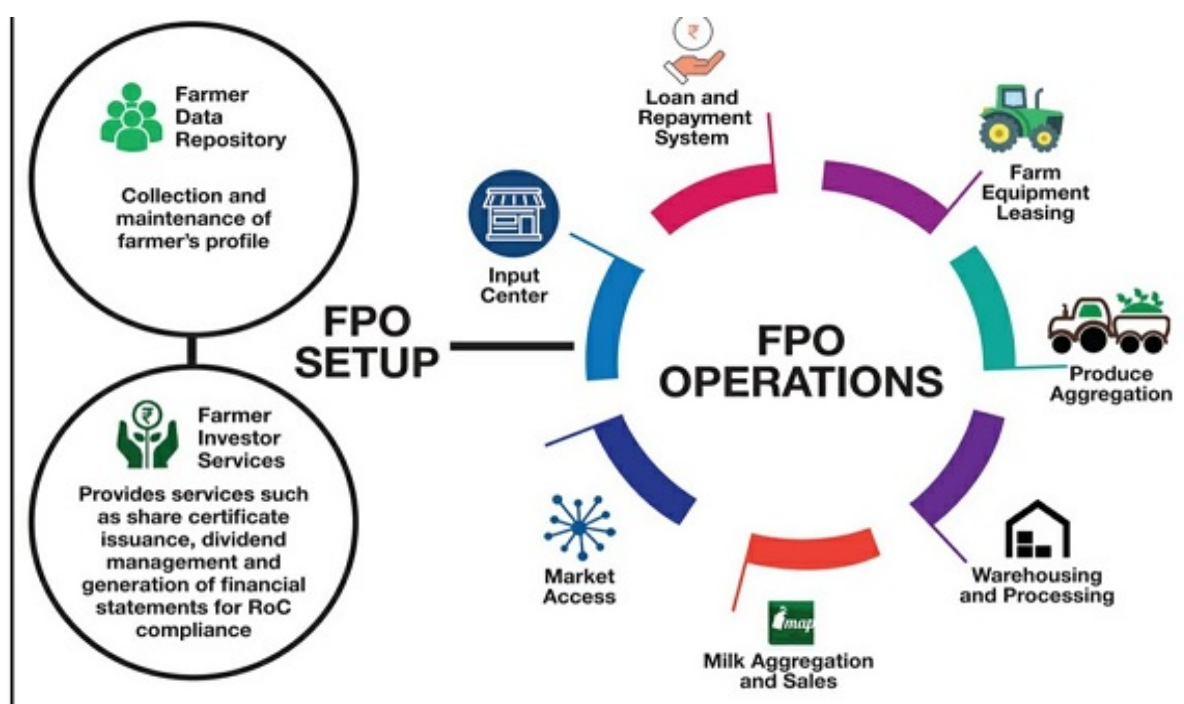 Farmer
Data
Repository
Collection and
maintenance of
farmer's profile
Farmer
Investor
Services
Provides services such
as share certificate
issuance, dividend
management and
generation of financial
statements for RoC
compliance
FPO
SETUP
FPO
OPERATIONS
₹
Loan and
Repayment
System
Farm
Equipment
Leasing
Produce
Aggregation
Warehousing
and Processing
map
Milk Aggregation
and Sales
Market
Access
Input
Center
₹